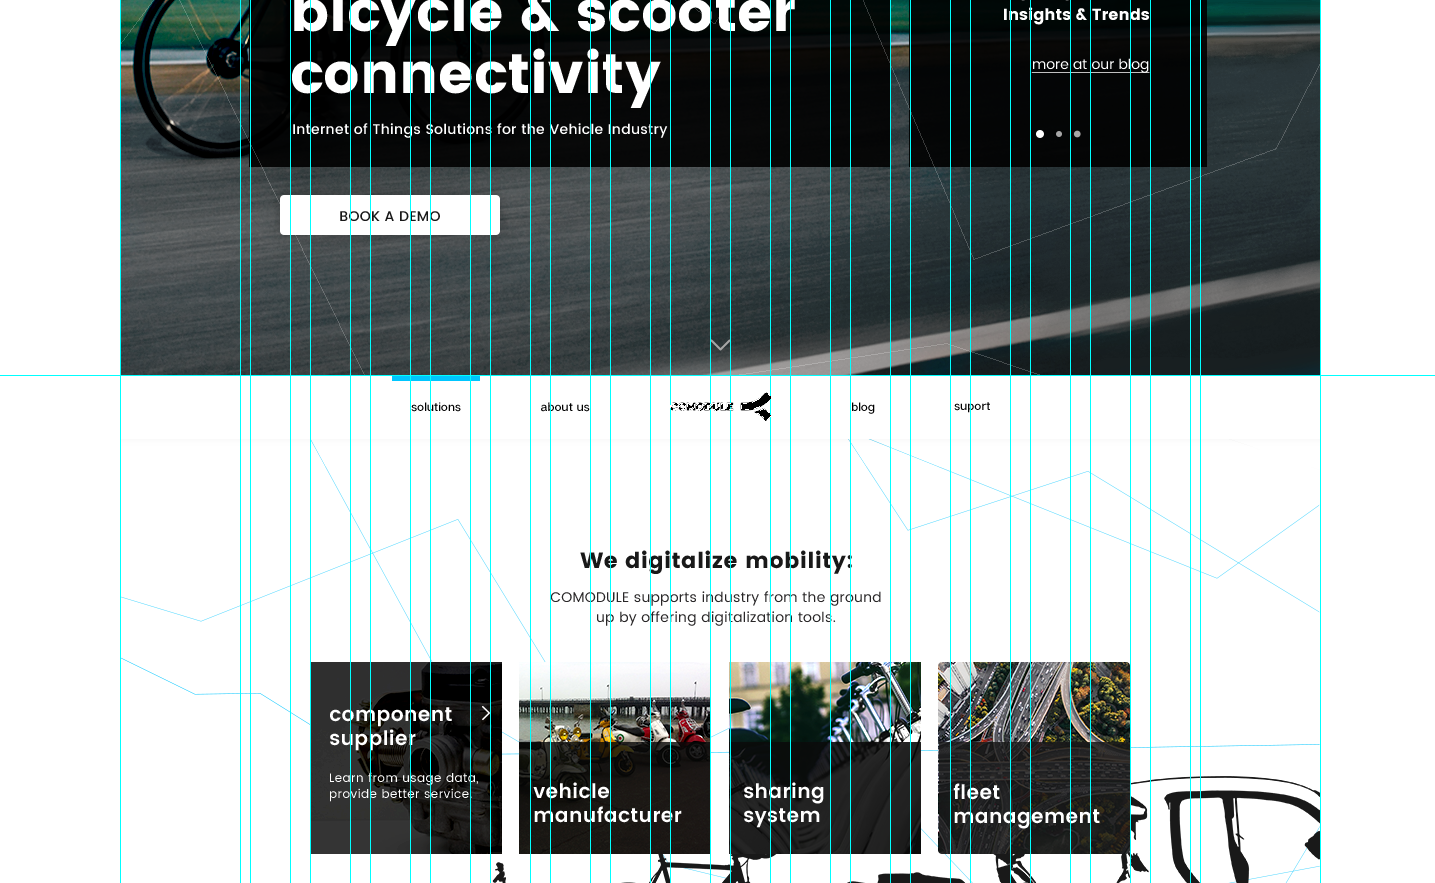 bicycle & scooter
connectivity
Internet of Things Solutions for the Vehicle Industry
Insights & Trends
more at our blog
BOOK A DEMO
solutions
about us
COMODULE
blog
suport
We digitalize mobility:
COMODULE supports industry from the ground
up by offering digitalization tools.
component
supplier
Learn from usage data,
provide better service.
vehicle
manufacturer
sharing
system
fleet
management